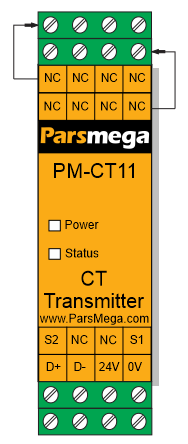 NC NC NC NC
NC NC NC NC
Parsmega
PM-CT11
Power
Status
CT
Transmitter
www.ParsMega.com
S2 NC NC S1
D+ D- 24V 0V